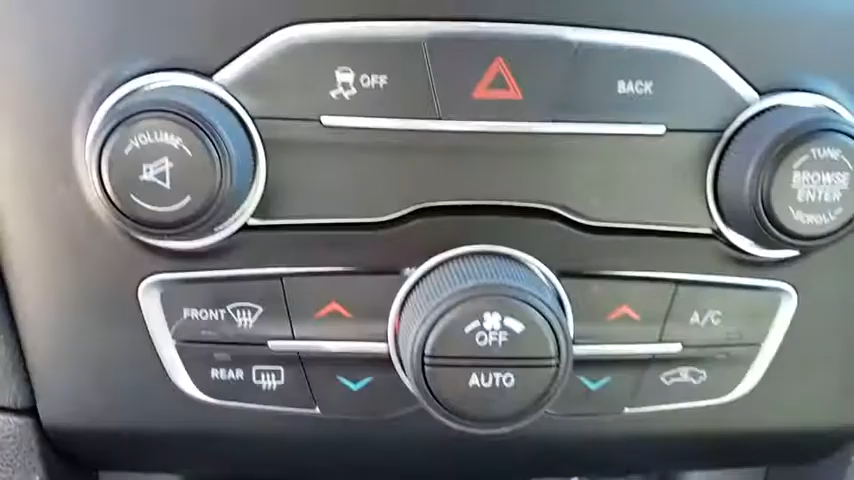 OFF
BACK
VOLUME
TUNE
BROWSE
ENTER
SCROLL
FRONT
OFF
A/C
REAR
AUTO